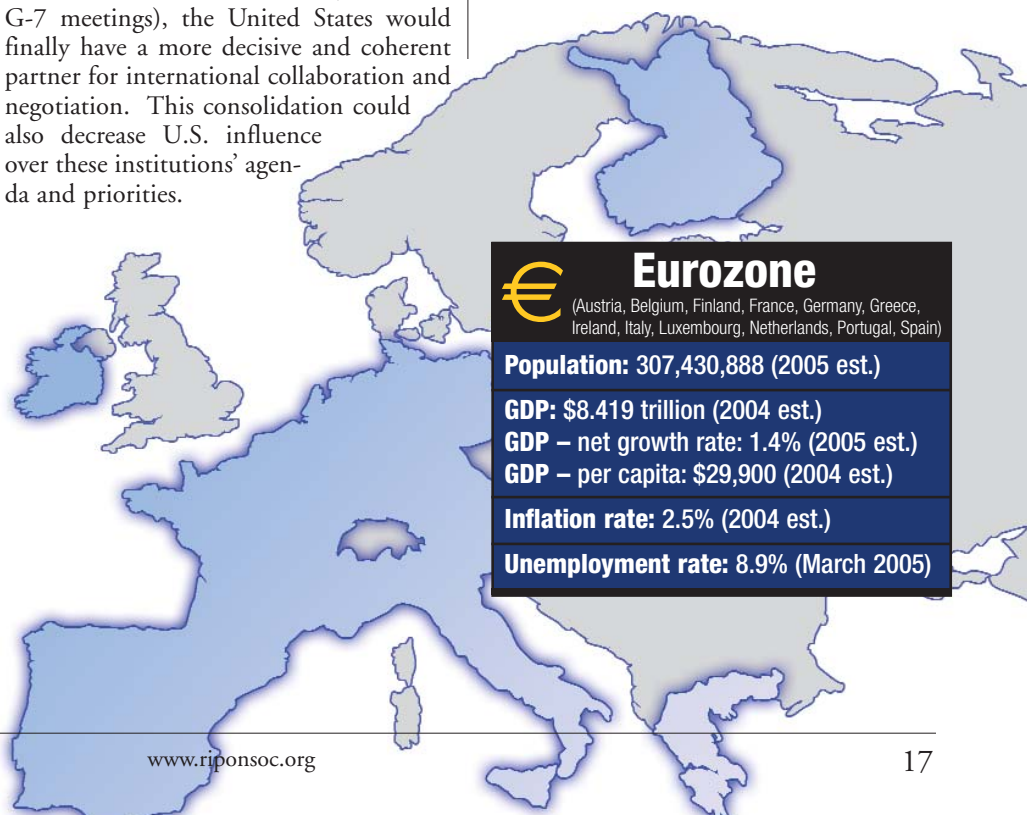 G-7 meetings), the United States would
finally have a more decisive and coherent
partner for international collaboration and
negotiation. This consolidation could
also decrease U.S. influence
over these institutions' agen-
da and priorities.
€ Eurozone
(Austria, Belgium, Finland, France, Germany, Greece,
Ireland, Italy, Luxembourg, Netherlands, Portugal, Spain)
Population: 307,430,888 (2005 est.)
GDP: $8.419 trillion (2004 est.)
GDP – net growth rate: 1.4% (2005 est.)
GDP – per capita: $29,900 (2004 est.)
Inflation rate: 2.5% (2004 est.)
Unemployment rate: 8.9% (March 2005)
www.riponsoc.org
17